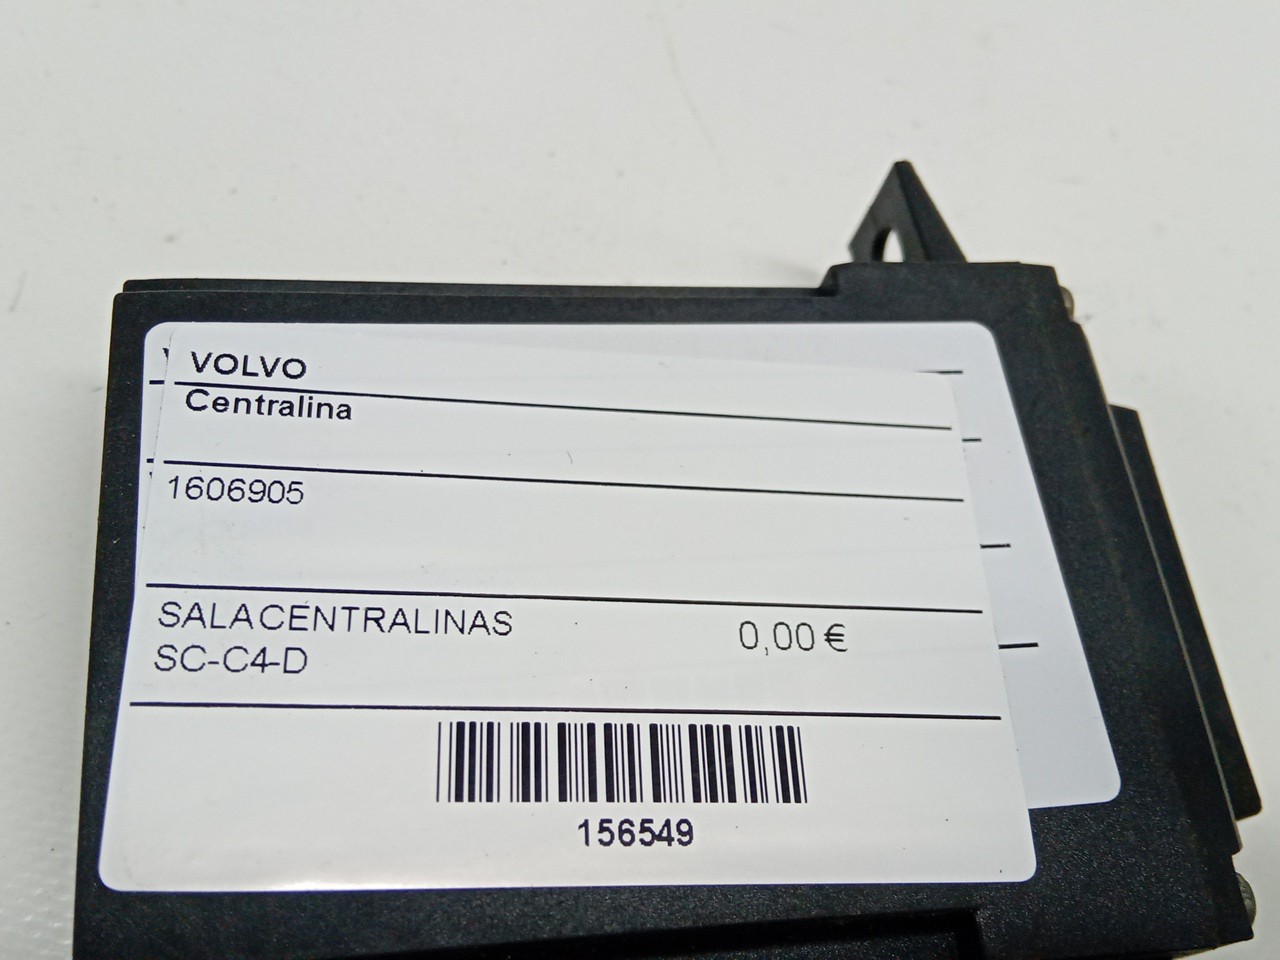 VOLVO
Centralina
1606905
SALACENTRALINAS
0,00 €
SC-C4-D
156549